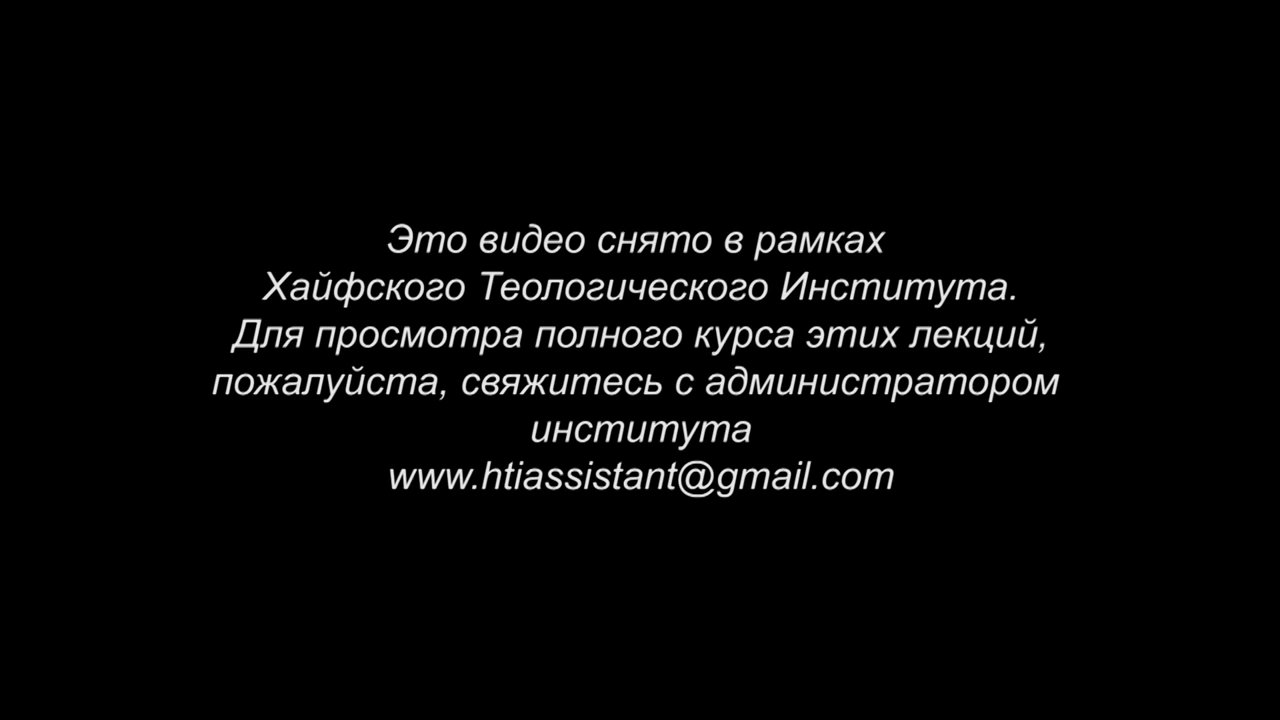 Это видео снято в рамках
Хайфского Теологического Института.
Для просмотра полного курса этих лекций,
пожалуйста, свяжитесь с администратором
института
www.htiassistant@gmail.com